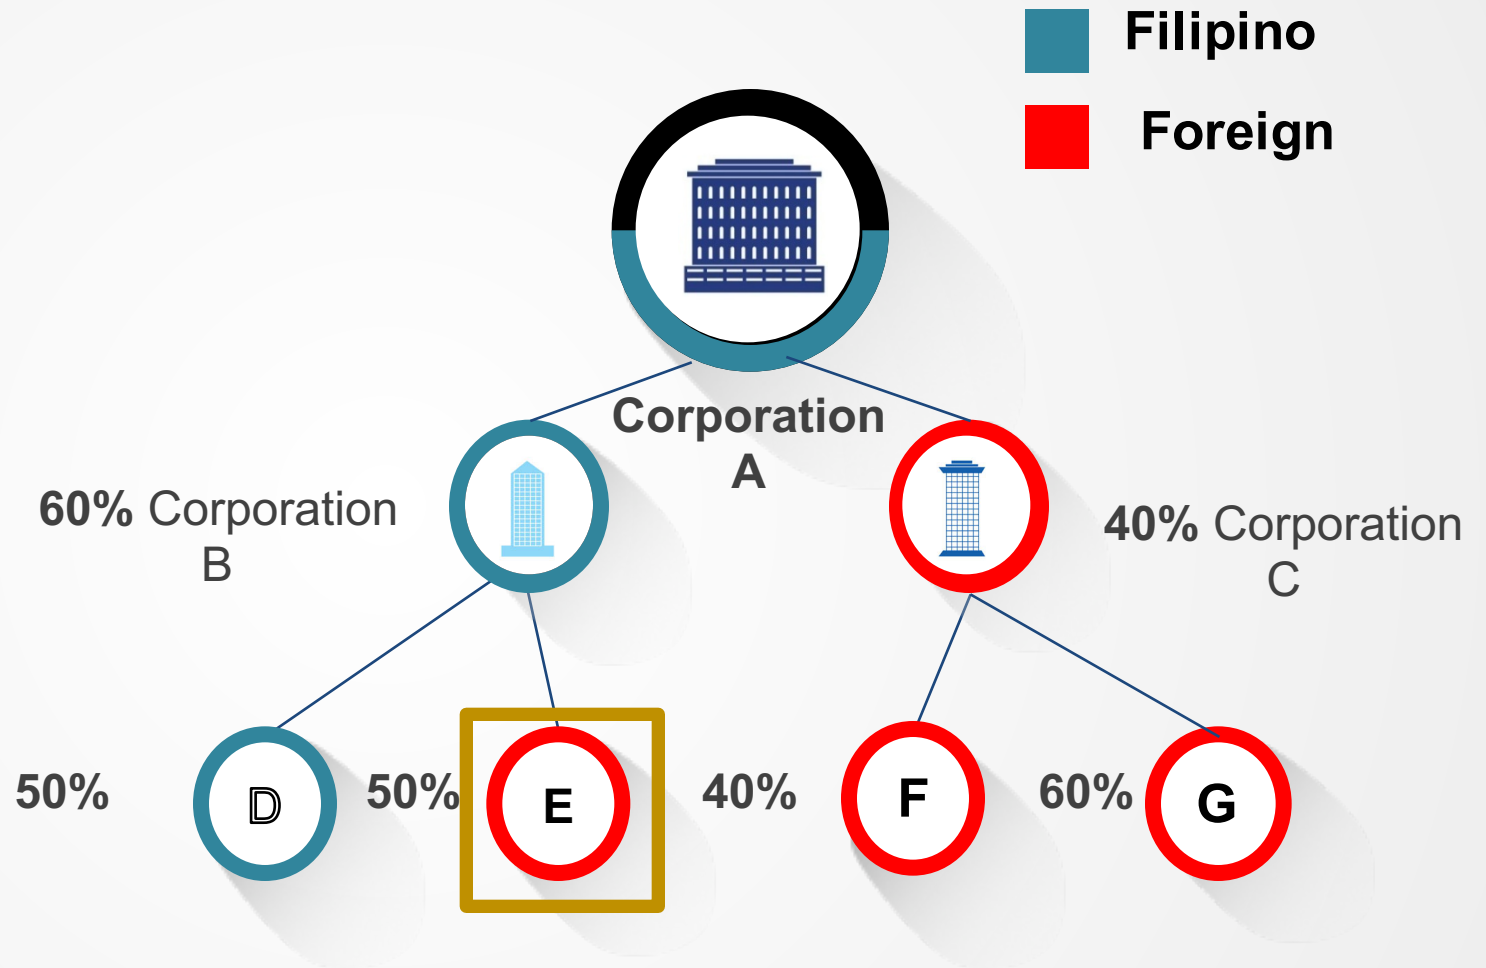 Filipino
Foreign
Corporation
A
60% Corporation
B
40% Corporation
C
50%
D
50%
E
40%
F
60%
G